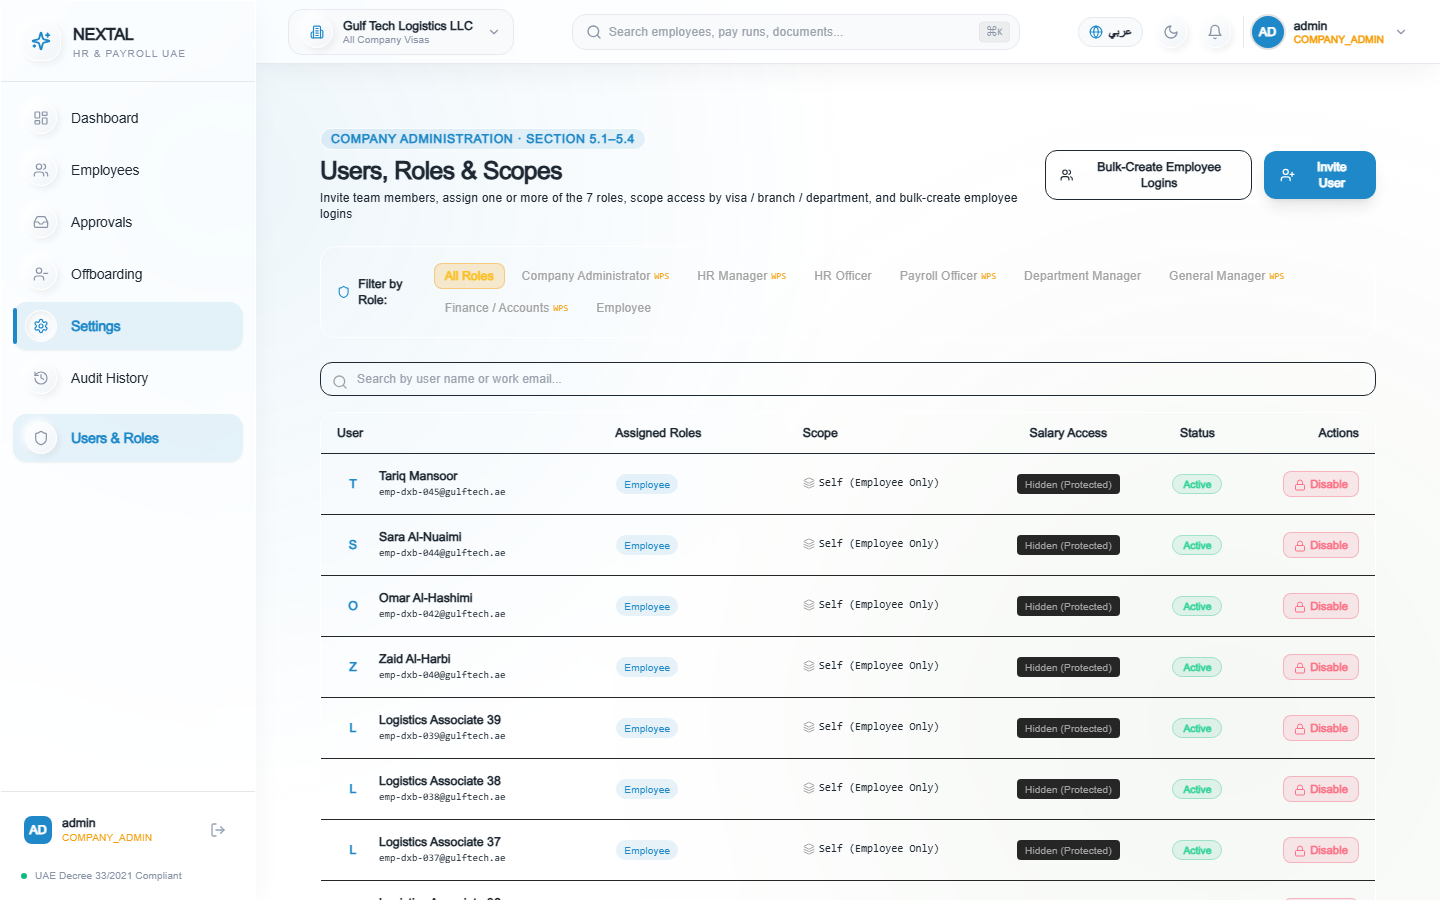 NEXTAL
HR & PAYROLL UAE
Dashboard
Employees
Approvals
Offboarding
Settings
Audit History
Users & Roles
admin
COMPANY_ADMIN
AD
UAE Decree 33/2021 Compliant
Gulf Tech Logistics LLC
All Company Visas
Search employees, pay runs, documents...
⌘K
عربي
AD
admin
COMPANY_ADMIN
COMPANY ADMINISTRATION · SECTION 5.1–5.4
Users, Roles & Scopes
Invite team members, assign one or more of the 7 roles, scope access by visa / branch / department, and bulk-create employee
logins
Bulk-Create Employee
Logins
Invite
User
Filter by
Role:
All Roles
Company Administrator WPS
HR Manager WPS
HR Officer
Payroll Officer WPS
Department Manager
General Manager WPS
Finance / Accounts WPS
Employee
Search by user name or work email...
User Assigned Roles Scope Salary Access Status Actions
T Tariq Mansoor
emp-dxb-045@gulftech.ae
Employee Self (Employee Only) Hidden (Protected) Active Disable
S Sara Al-Nuaimi
emp-dxb-044@gulftech.ae
Employee Self (Employee Only) Hidden (Protected) Active Disable
O Omar Al-Hashimi
emp-dxb-042@gulftech.ae
Employee Self (Employee Only) Hidden (Protected) Active Disable
Z Zaid Al-Harbi
emp-dxb-040@gulftech.ae
Employee Self (Employee Only) Hidden (Protected) Active Disable
L Logistics Associate 39
emp-dxb-039@gulftech.ae
Employee Self (Employee Only) Hidden (Protected) Active Disable
L Logistics Associate 38
emp-dxb-038@gulftech.ae
Employee Self (Employee Only) Hidden (Protected) Active Disable
L Logistics Associate 37
emp-dxb-037@gulftech.ae
Employee Self (Employee Only) Hidden (Protected) Active Disable